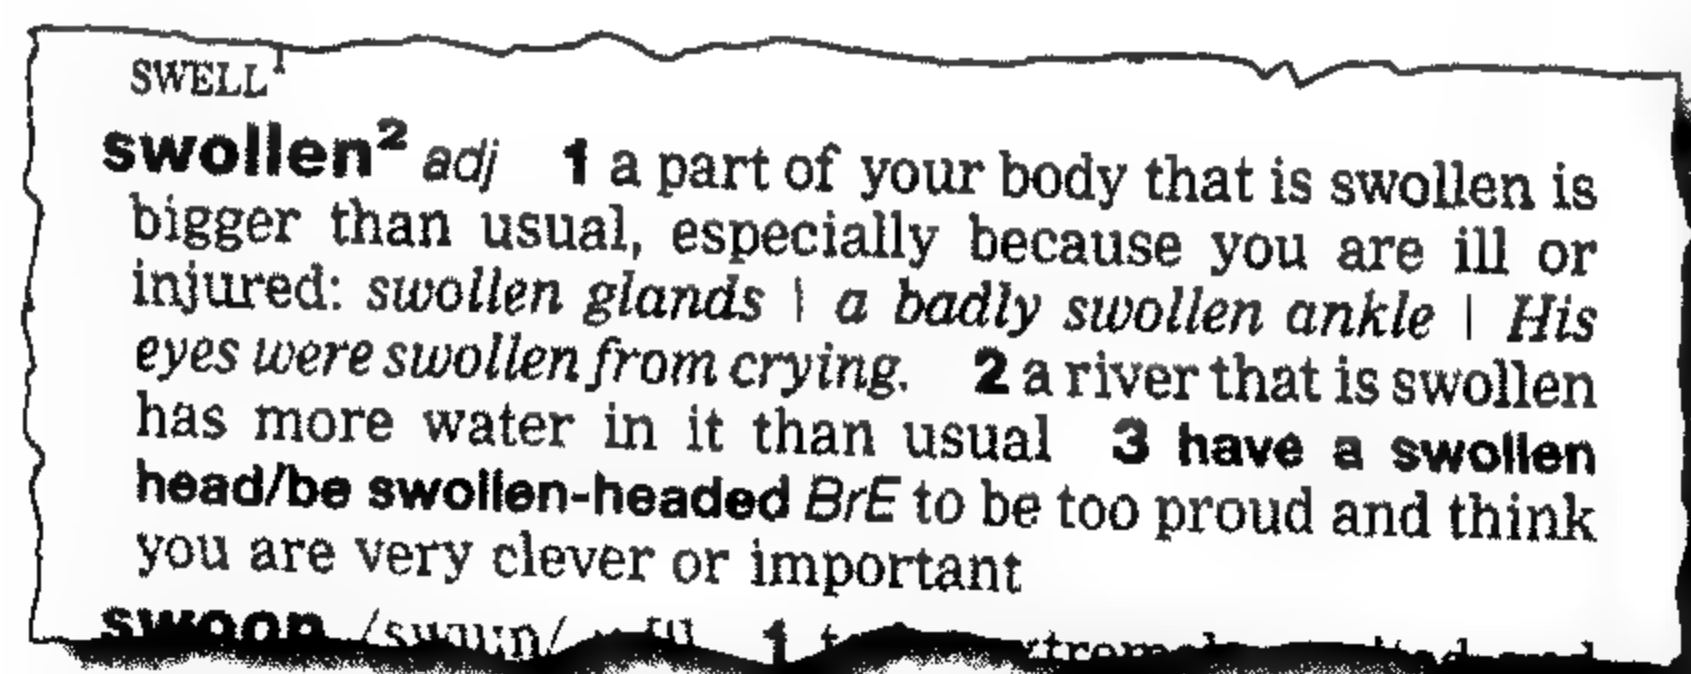 SWELL¹
swollen² adj 1 a part of your body that is swollen is
bigger than usual, especially because you are ill or
injured: swollen glands | a badly swollen ankle | His
eyes were swollen from crying. 2 a river that is swollen
has more water in it than usual 3 have a swollen
head/be swollen-headed BrE to be too proud and think
you are very clever or important
swoop